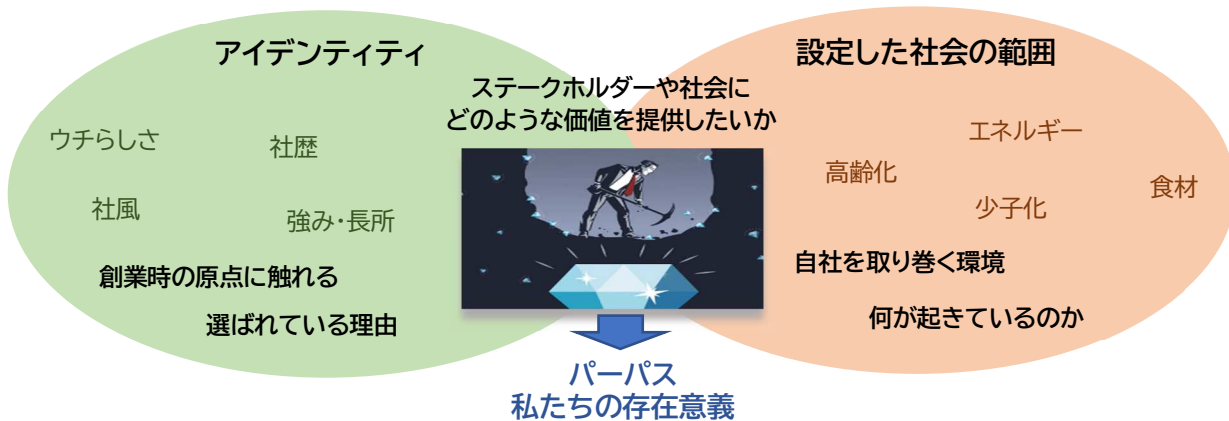 アイデンティティ
ウチらしさ
社歴
社風
強み・長所
創業時の原点に触れる
選ばれている理由
ステークホルダーや社会に
どのような価値を提供したいか
パーパス
私たちの存在意義
設定した社会の範囲
エネルギー
高齢化
食材
少子化
自社を取り巻く環境
何が起きているのか